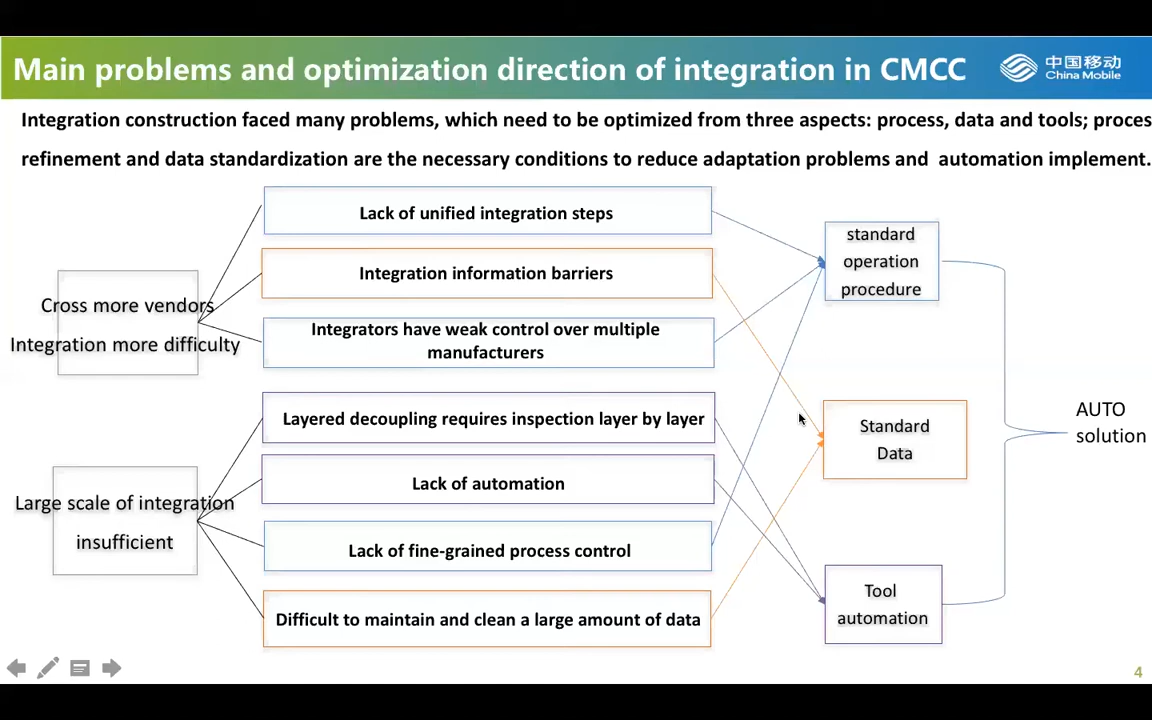 Main problems and optimization direction of integration in CMCC
中国移动
China Mobile
Integration construction faced many problems, which need to be optimized from three aspects: process, data and tools; proces
refinement and data standardization are the necessary conditions to reduce adaptation problems and automation implement.
Cross more vendors
Integration more difficulty
Large scale of integration
insufficient
Lack of unified integration steps
Integration information barriers
Integrators have weak control over multiple
manufacturers
Layered decoupling requires inspection layer by layer
Lack of automation
Lack of fine-grained process control
Difficult to maintain and clean a large amount of data
standard
operation
procedure
Standard
Data
Tool
automation
AUTO
solution
4